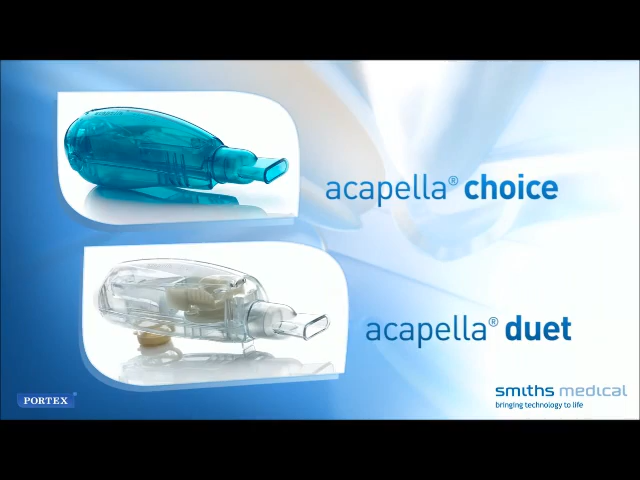 acapella® choice
acapella® duet
PORTEX
smiths medical
bringing technology to life